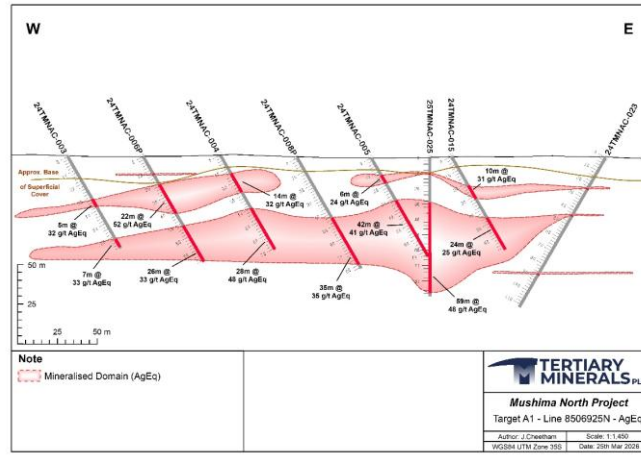 W
E
24TMNAC-003
24TMNAC-006P
24TMNAC-004
24TMNAC-008P
24TMNAC-005
25TMNAC-025
24TMNAC-015
24TMNAC-023
Approx. Base
of Superficial
Cover
5m @
32 g/t AgEq
22m @
52 g/t AgEq
14m @
32 g/t AgEq
6m @
24 g/t AgEq
10m @
31 g/t AgEq
42m @
41 g/t AgEq
24m @
25 g/t AgEq
7m @
33 g/t AgEq
26m @
33 g/t AgEq
28m @
48 g/t AgEq
35m @
35 g/t AgEq
89m @
46 g/t AgEq
50 m
25
25
50 m
Note
Mineralised Domain (AgEq)
TERTIARY
MINERALS PL
Mushima North Project
Target A1 - Line 8506925N - AgEq
Author: J.Cheetham
Scale: 1:1,450
WGS84 UTM Zone 35S
Date: 25th Mar 2026